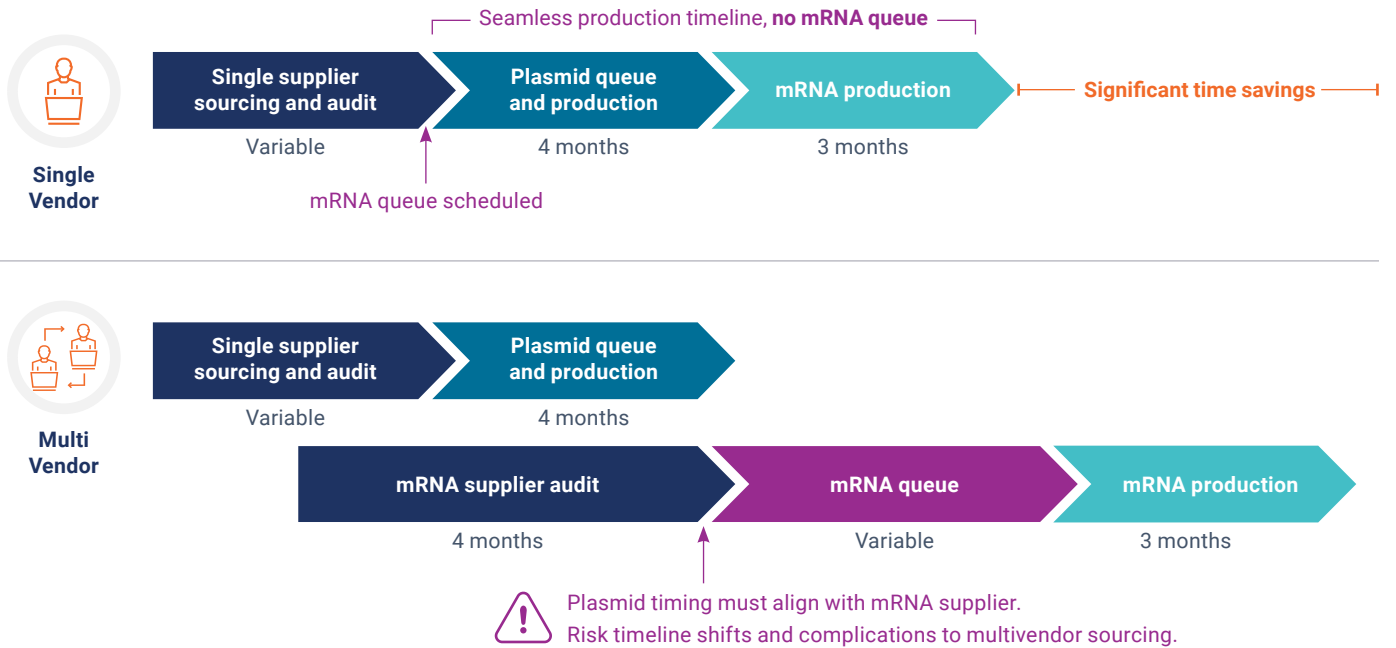 Seamless production timeline, no mRNA queue
Single supplier
sourcing and audit
Plasmid queue
and production
mRNA production
Significant time savings
Variable
4 months
3 months
Single
Vendor
mRNA queue scheduled
Single supplier
sourcing and audit
Plasmid queue
and production
Variable
4 months
Multi
Vendor
mRNA supplier audit
mRNA queue
mRNA production
4 months
Variable
3 months
Plasmid timing must align with mRNA supplier.
Risk timeline shifts and complications to multivendor sourcing.